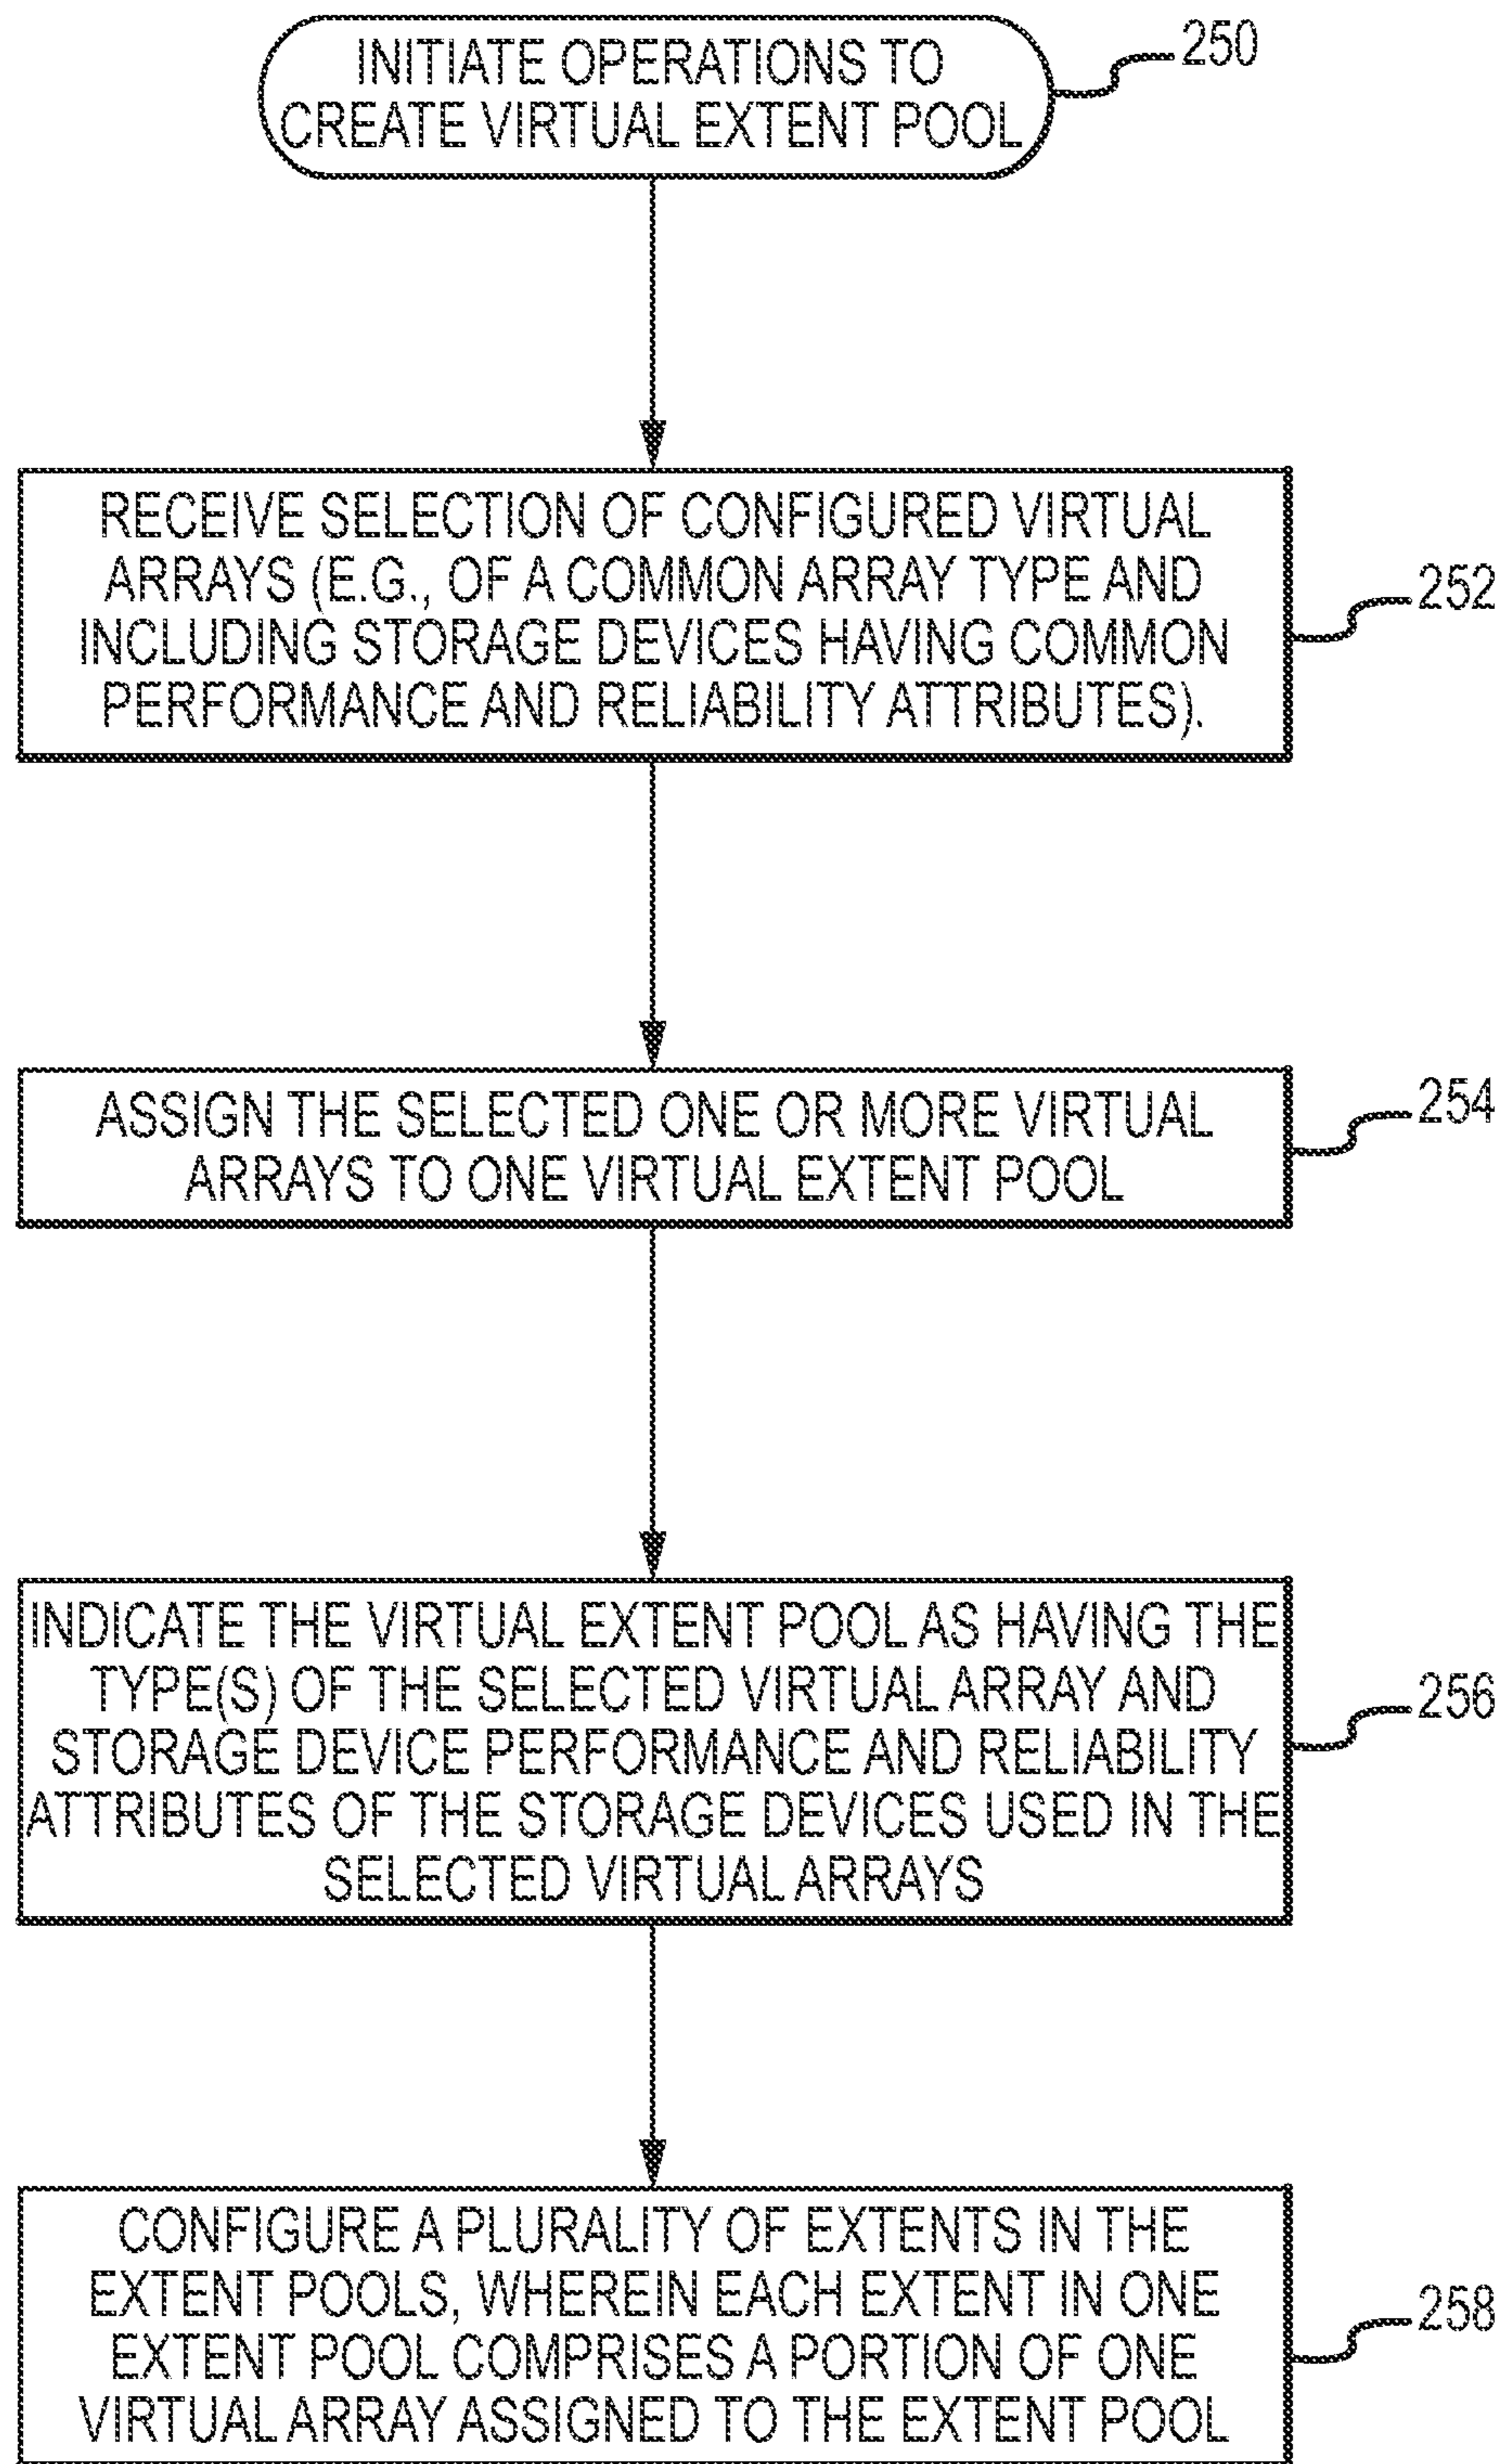 INITIATE OPERATIONS TO
CREATE VIRTUAL EXTENT POOL
250
RECEIVE SELECTION OF CONFIGURED VIRTUAL
ARRAYS (E.G., OF A COMMON ARRAY TYPE AND
INCLUDING STORAGE DEVICES HAVING COMMON
PERFORMANCE AND RELIABILITY ATTRIBUTES).
252
ASSIGN THE SELECTED ONE OR MORE VIRTUAL
ARRAYS TO ONE VIRTUAL EXTENT POOL
254
INDICATE THE VIRTUAL EXTENT POOL AS HAVING THE
TYPE(S) OF THE SELECTED VIRTUAL ARRAY AND
STORAGE DEVICE PERFORMANCE AND RELIABILITY
ATTRIBUTES OF THE STORAGE DEVICES USED IN THE
SELECTED VIRTUAL ARRAYS
256
CONFIGURE A PLURALITY OF EXTENTS IN THE
EXTENT POOLS, WHEREIN EACH EXTENT IN ONE
EXTENT POOL COMPRISES A PORTION OF ONE
VIRTUAL ARRAY ASSIGNED TO THE EXTENT POOL
258